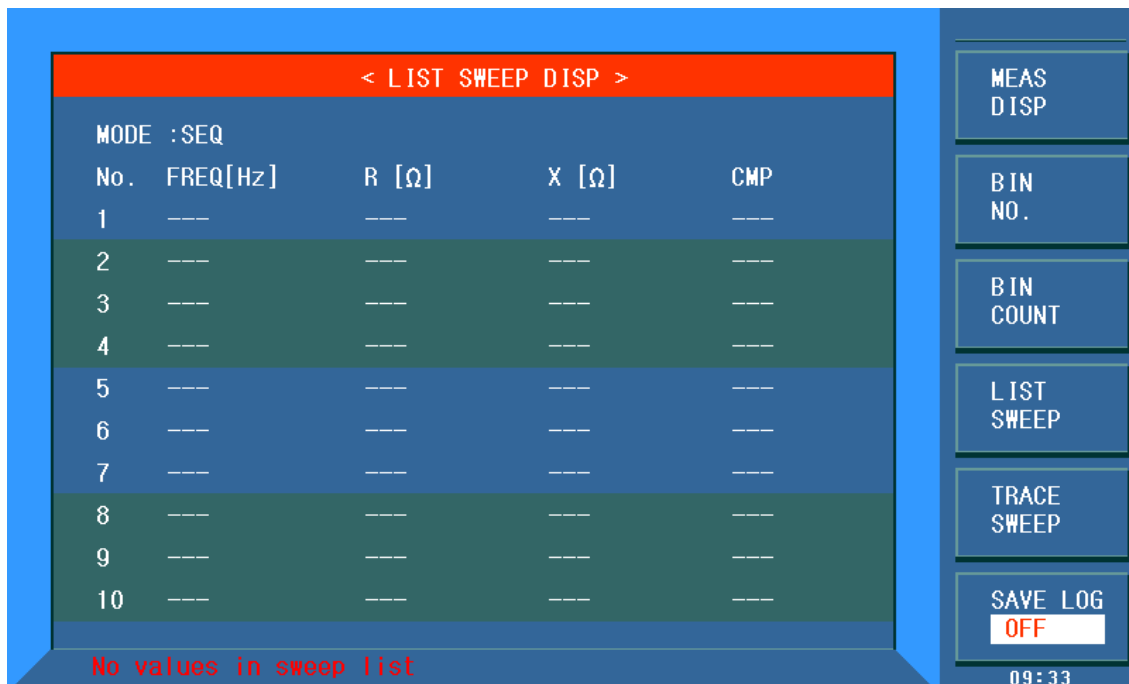 < LIST SWEEP DISP >
MODE :SEQ
No. FREQ[Hz] R [Ω] X [Ω] CMP
1 --- --- --- ---
2 --- --- --- ---
3 --- --- --- ---
4 --- --- --- ---
5 --- --- --- ---
6 --- --- --- ---
7 --- --- --- ---
8 --- --- --- ---
9 --- --- --- ---
10 --- --- --- ---
No values in sweep list
MEAS
DISP
BIN
NO.
BIN
COUNT
LIST
SWEEP
TRACE
SWEEP
SAVE LOG
OFF
09:33